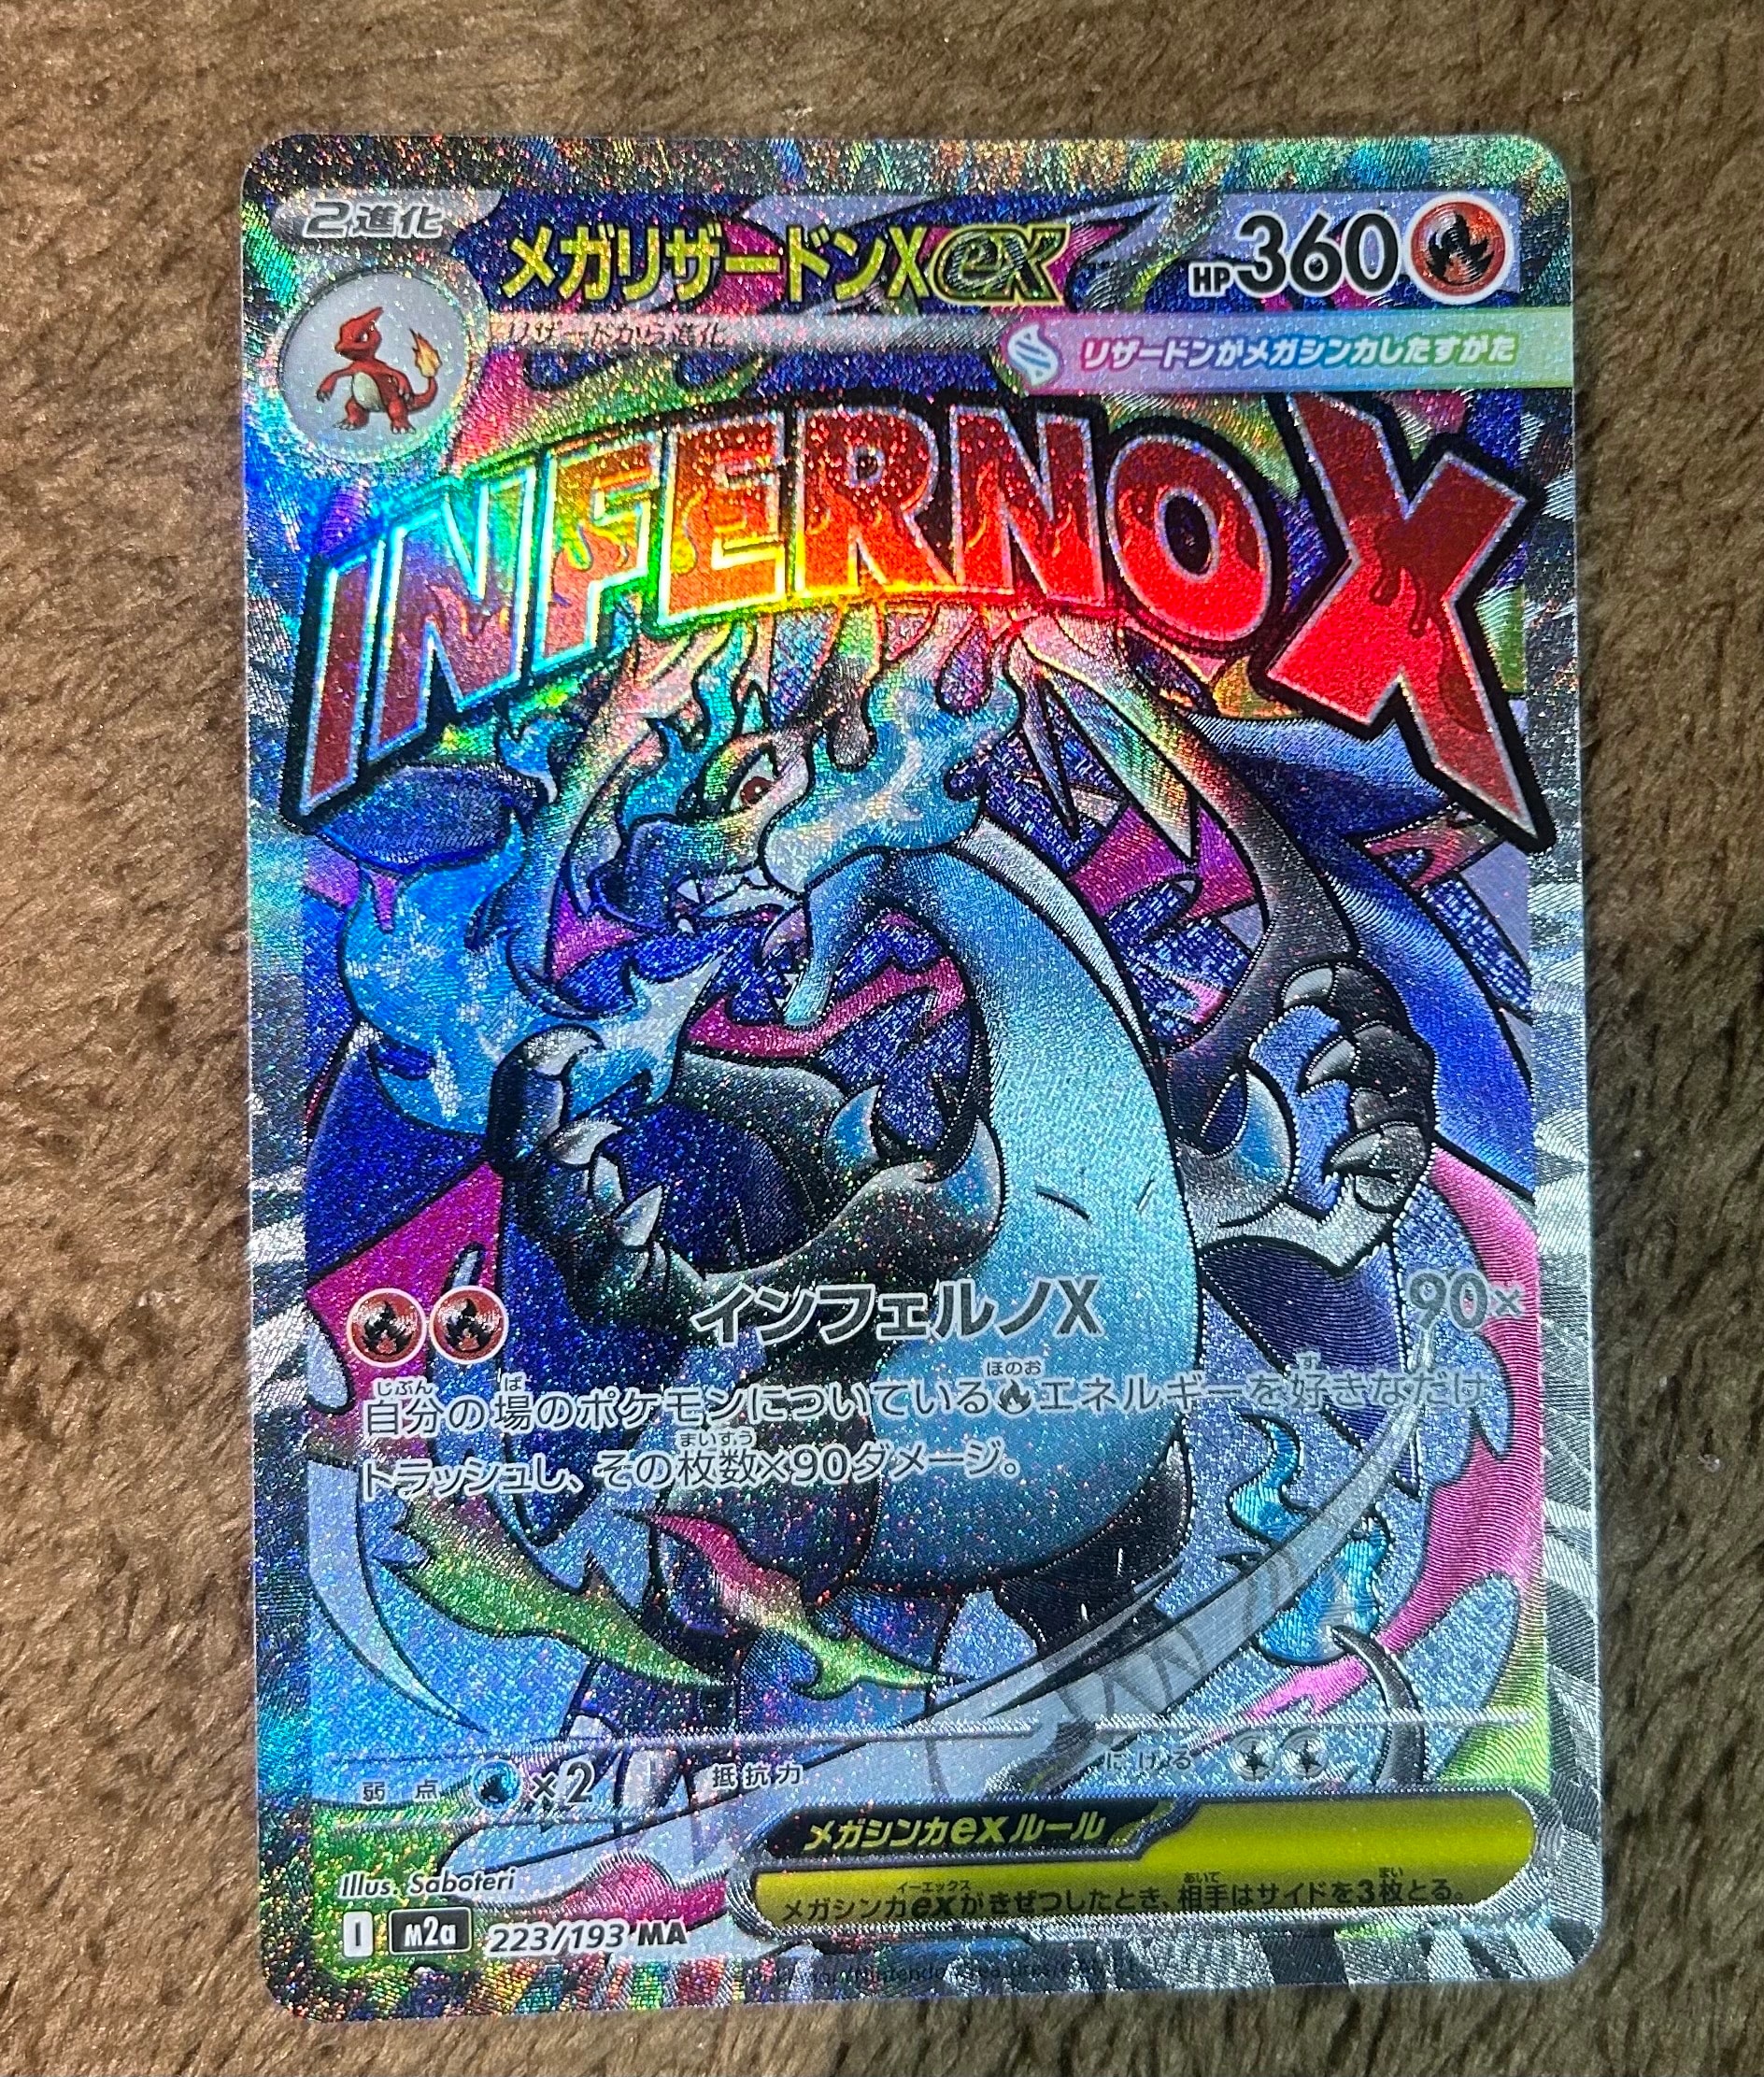 2進化
メガリザードンXex
HP360
リザードから進化
リザードンがメガシンカしたすがた
INFERNO X
インフェルノX 90×
自分の場のポケモンについているエネルギーを好きなだけ
トラッシュし、その枚数×90ダメージ。
弱点 ×2 抵抗力 にげる
メガシンカexルール
メガシンカexがきぜつしたとき、相手はサイドを3枚とる。
Illus. Saboteri
I M2a 223/193 MA